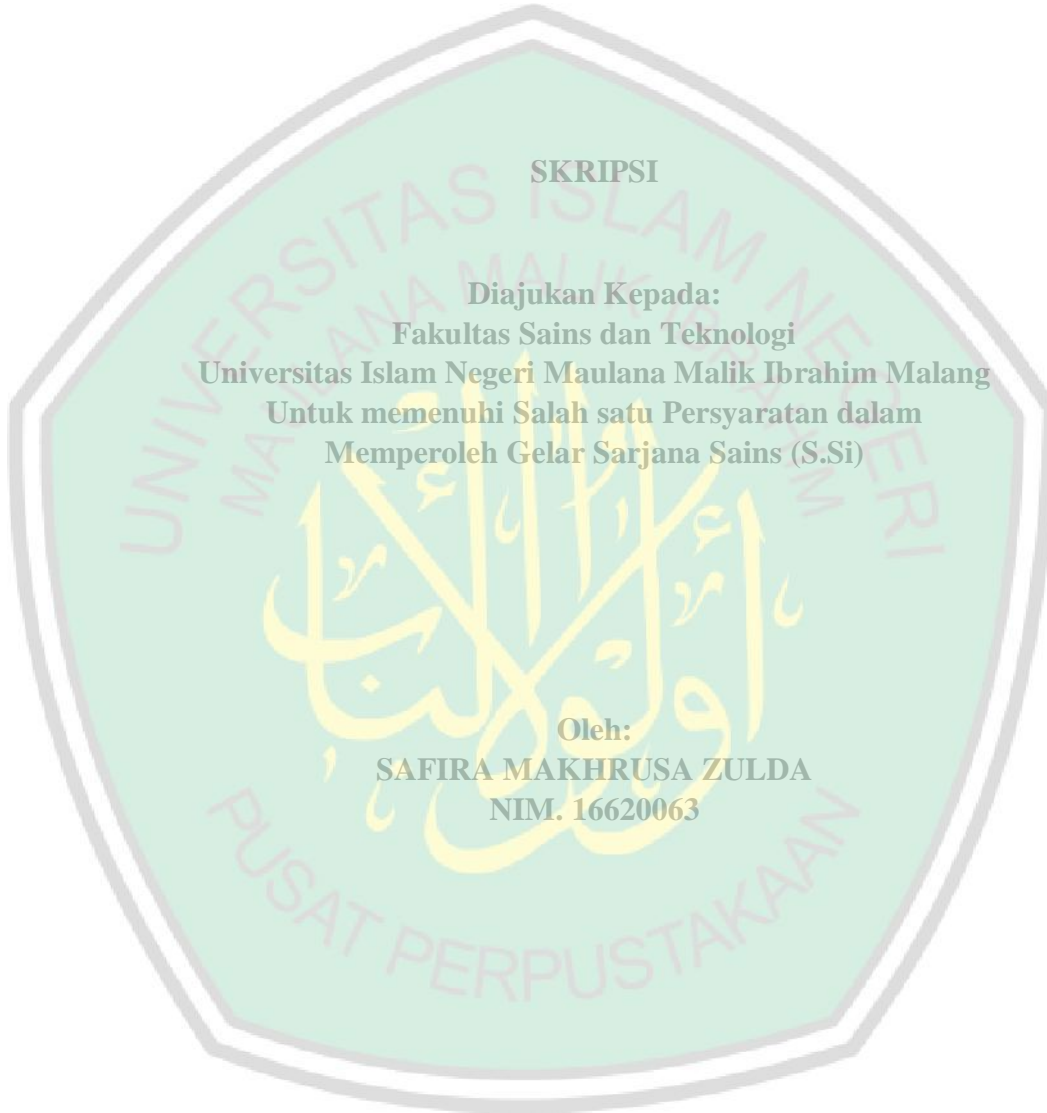 SKRIPSI
Diajukan Kepada:
Fakultas Sains dan Teknologi
Universitas Islam Negeri Maulana Malik Ibrahim Malang
Untuk memenuhi Salah satu Persyaratan dalam
Memperoleh Gelar Sarjana Sains (S.Si)
Oleh:
SAFIRA MAKHRUSA ZULDA
NIM. 16620063
UNIVERSITAS ISLAM NEGERI
MAULANA MALIK IBRAHIM
أولو الألباب
PUSAT PERPUSTAKAAN